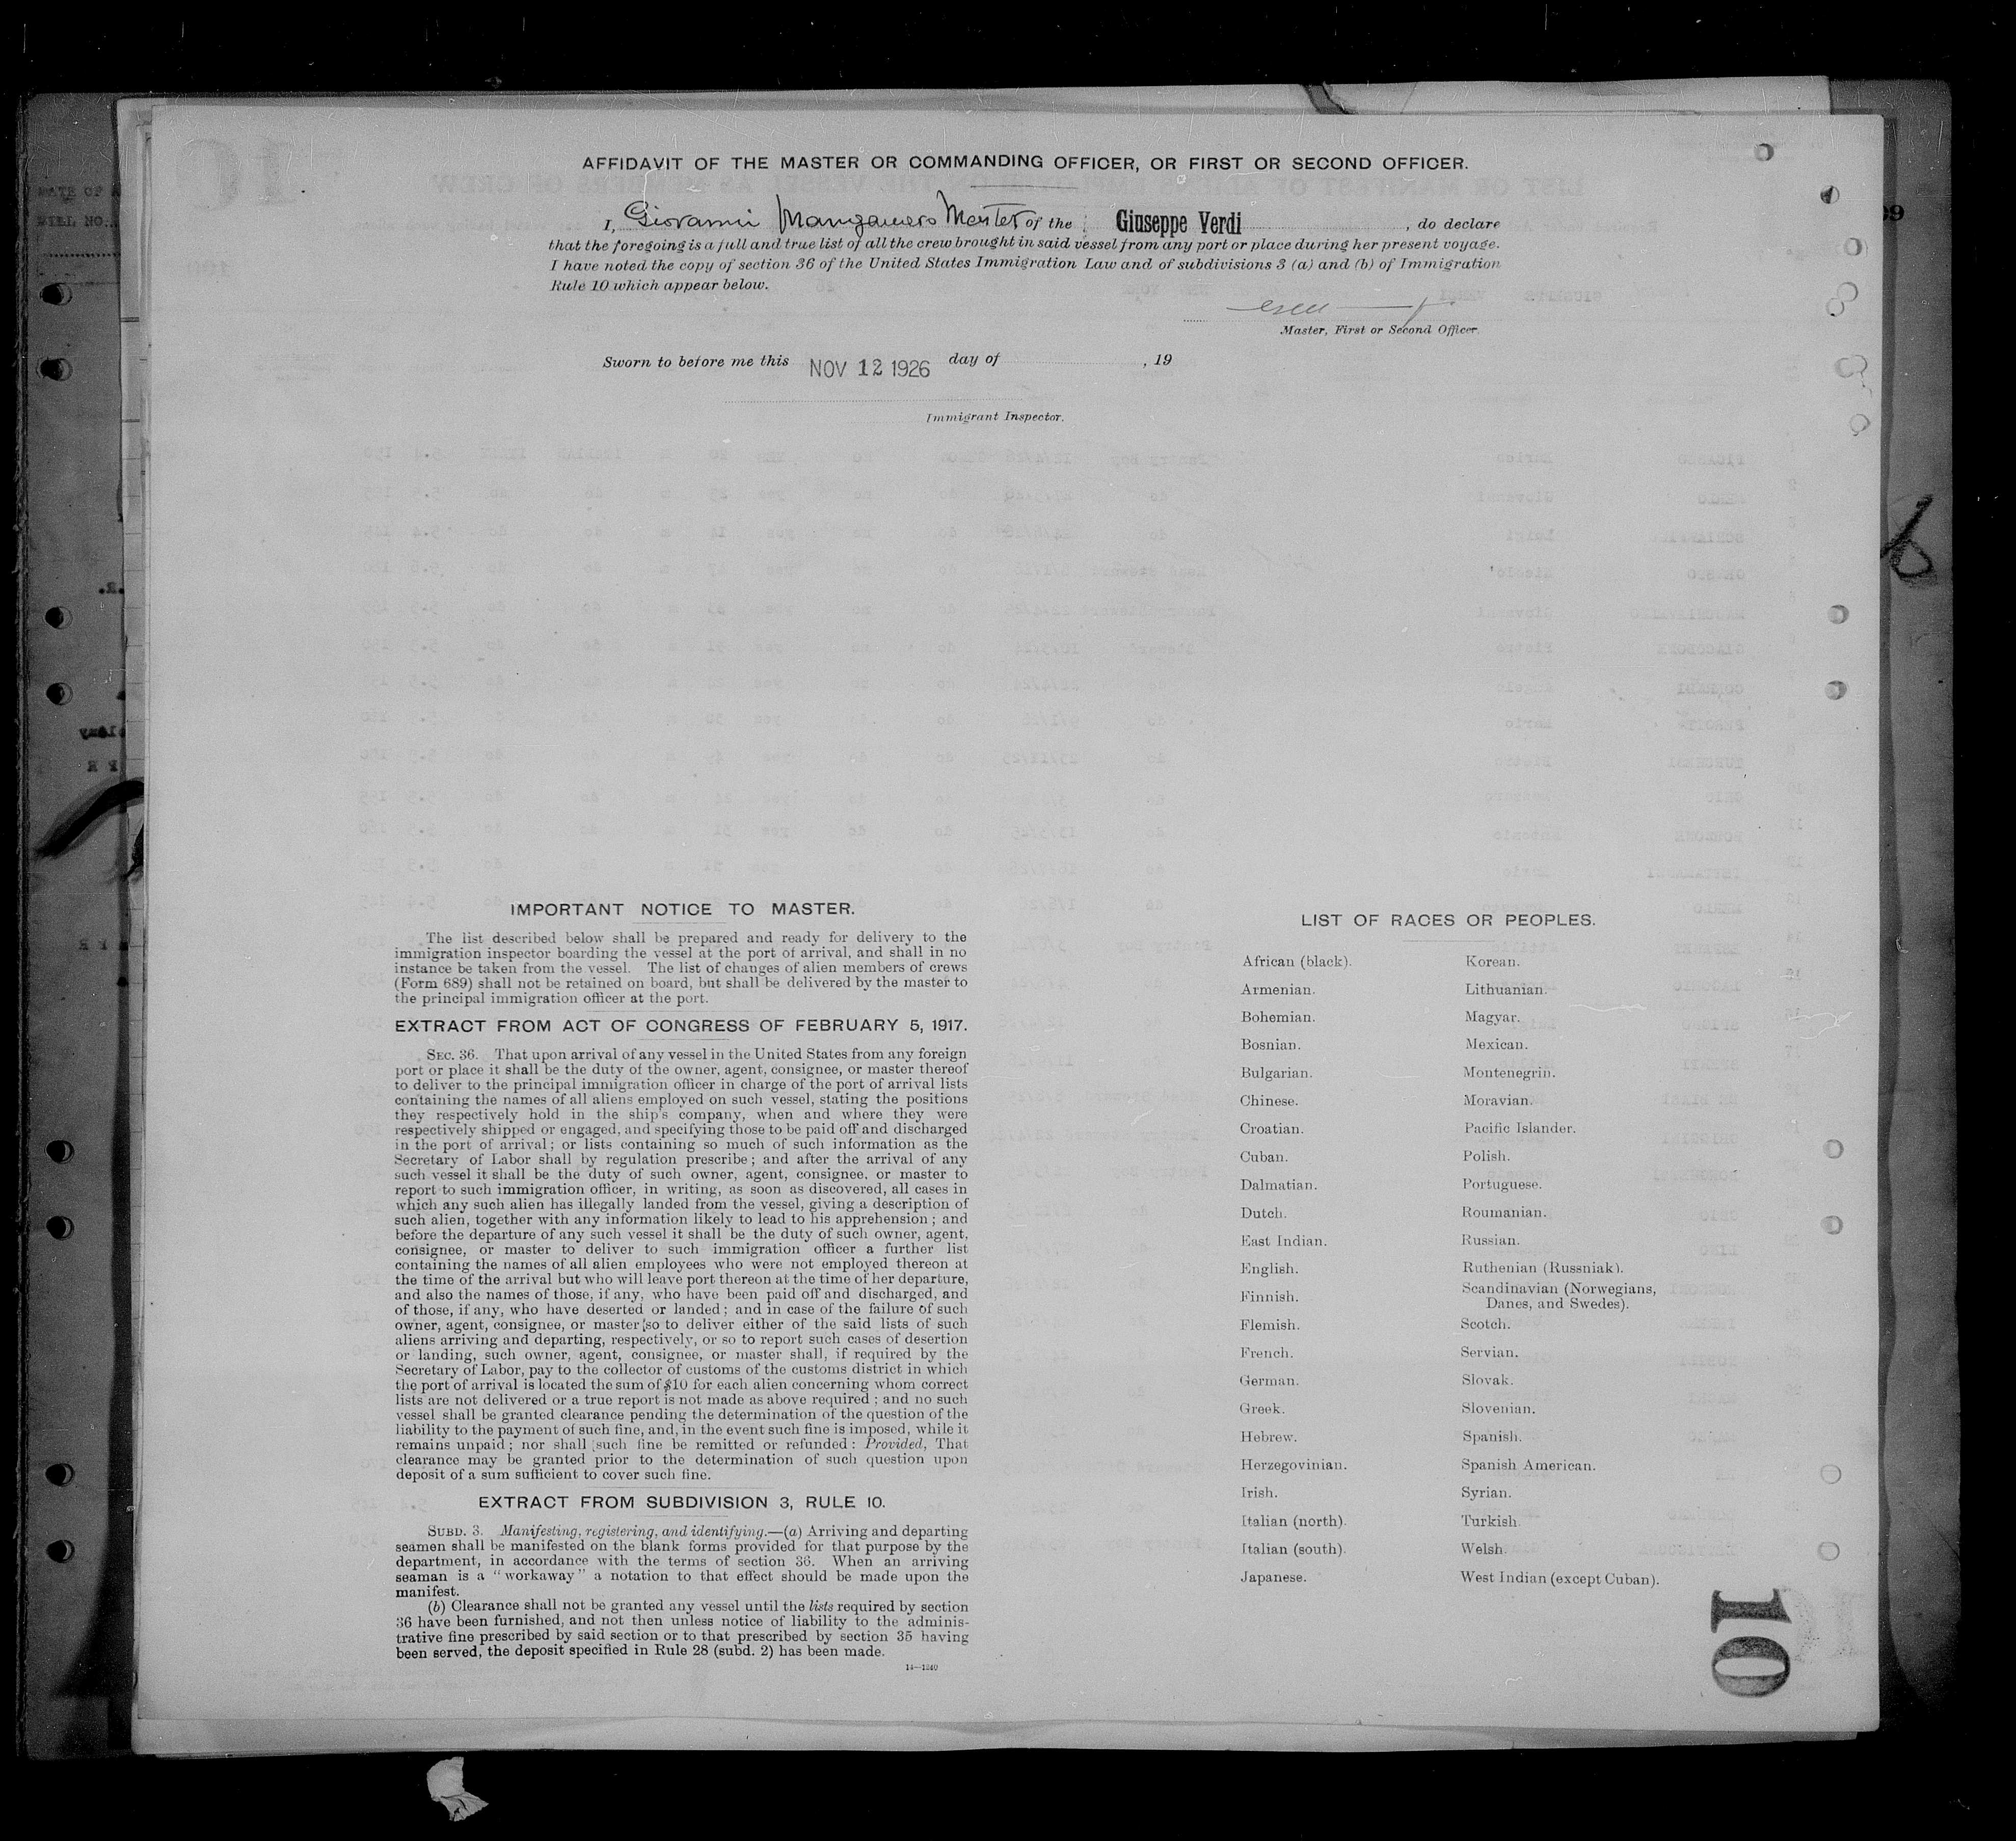 AFFIDAVIT OF THE MASTER OR COMMANDING OFFICER, OR FIRST OR SECOND OFFICER.
I, Giovanni Manganaro Master of the Giuseppe Verdi, do declare
that the foregoing is a full and true list of all the crew brought in said vessel from any port or place during her present voyage.
I have noted the copy of section 36 of the United States Immigration Law and of subdivisions 3 (a) and (b) of Immigration
Rule 10 which appear below.
Master, First or Second Officer.
Sworn to before me this NOV 12 1926 day of , 19
Immigrant Inspector.
IMPORTANT NOTICE TO MASTER.
The list described below shall be prepared and ready for delivery to the
immigration inspector boarding the vessel at the port of arrival, and shall in no
instance be taken from the vessel. The list of changes of alien members of crews
(Form 689) shall not be retained on board, but shall be delivered by the master to
the principal immigration officer at the port.
EXTRACT FROM ACT OF CONGRESS OF FEBRUARY 5, 1917.
SEC. 36. That upon arrival of any vessel in the United States from any foreign
port or place it shall be the duty of the owner, agent, consignee, or master thereof
to deliver to the principal immigration officer in charge of the port of arrival lists
containing the names of all aliens employed on such vessel, stating the positions
they respectively hold in the ship's company, when and where they were
respectively shipped or engaged, and specifying those to be paid off and discharged
in the port of arrival; or lists containing so much of such information as the
Secretary of Labor shall by regulation prescribe; and after the arrival of any
such vessel it shall be the duty of such owner, agent, consignee, or master to
report to such immigration officer, in writing, as soon as discovered, all cases in
which any such alien has illegally landed from the vessel, giving a description of
such alien, together with any information likely to lead to his apprehension; and
before the departure of any such vessel it shall be the duty of such owner, agent,
consignee, or master to deliver to such immigration officer a further list
containing the names of all alien employees who were not employed thereon at
the time of the arrival but who will leave port thereon at the time of her departure,
and also the names of those, if any, who have been paid off and discharged, and
of those, if any, who have deserted or landed; and in case of the failure of such
owner, agent, consignee, or master so to deliver either of the said lists of such
aliens arriving and departing, respectively, or so to report such cases of desertion
or landing, such owner, agent, consignee, or master shall, if required by the
Secretary of Labor, pay to the collector of customs of the customs district in which
the port of arrival is located the sum of $10 for each alien concerning whom correct
lists are not delivered or a true report is not made as above required; and no such
vessel shall be granted clearance pending the determination of the question of the
liability to the payment of such fine, and, in the event such fine is imposed, while it
remains unpaid; nor shall such fine be remitted or refunded: Provided, That
clearance may be granted prior to the determination of such question upon
deposit of a sum sufficient to cover such fine.
EXTRACT FROM SUBDIVISION 3, RULE 10.
SUBD. 3. Manifesting, registering, and identifying.—(a) Arriving and departing
seamen shall be manifested on the blank forms provided for that purpose by the
department, in accordance with the terms of section 36. When an arriving
seaman is a "workaway" a notation to that effect should be made upon the
manifest.
(b) Clearance shall not be granted any vessel until the lists required by section
36 have been furnished, and not then unless notice of liability to the adminis-
trative fine prescribed by said section or to that prescribed by section 35 having
been served, the deposit specified in Rule 28 (subd. 2) has been made.
14—1240
LIST OF RACES OR PEOPLES.
African (black).
Armenian.
Bohemian.
Bosnian.
Bulgarian.
Chinese.
Croatian.
Cuban.
Dalmatian.
Dutch.
East Indian.
English.
Finnish.
Flemish.
French.
German.
Greek.
Hebrew.
Herzegovinian.
Irish.
Italian (north).
Italian (south).
Japanese.
Korean.
Lithuanian.
Magyar.
Mexican.
Montenegrin.
Moravian.
Pacific Islander.
Polish.
Portuguese.
Roumanian.
Russian.
Ruthenian (Russniak).
Scandinavian (Norwegians,
Danes, and Swedes).
Scotch.
Servian.
Slovak.
Slovenian.
Spanish.
Spanish American.
Syrian.
Turkish.
Welsh.
West Indian (except Cuban).
10